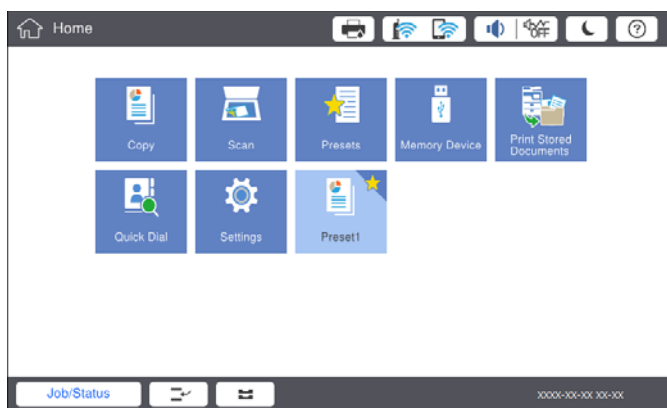 Home
OFF
?
Copy
Scan
Presets
Memory Device
Print Stored
Documents
Quick Dial
Settings
Preset1
Job/Status
xxxx-xx-xx xx-xx